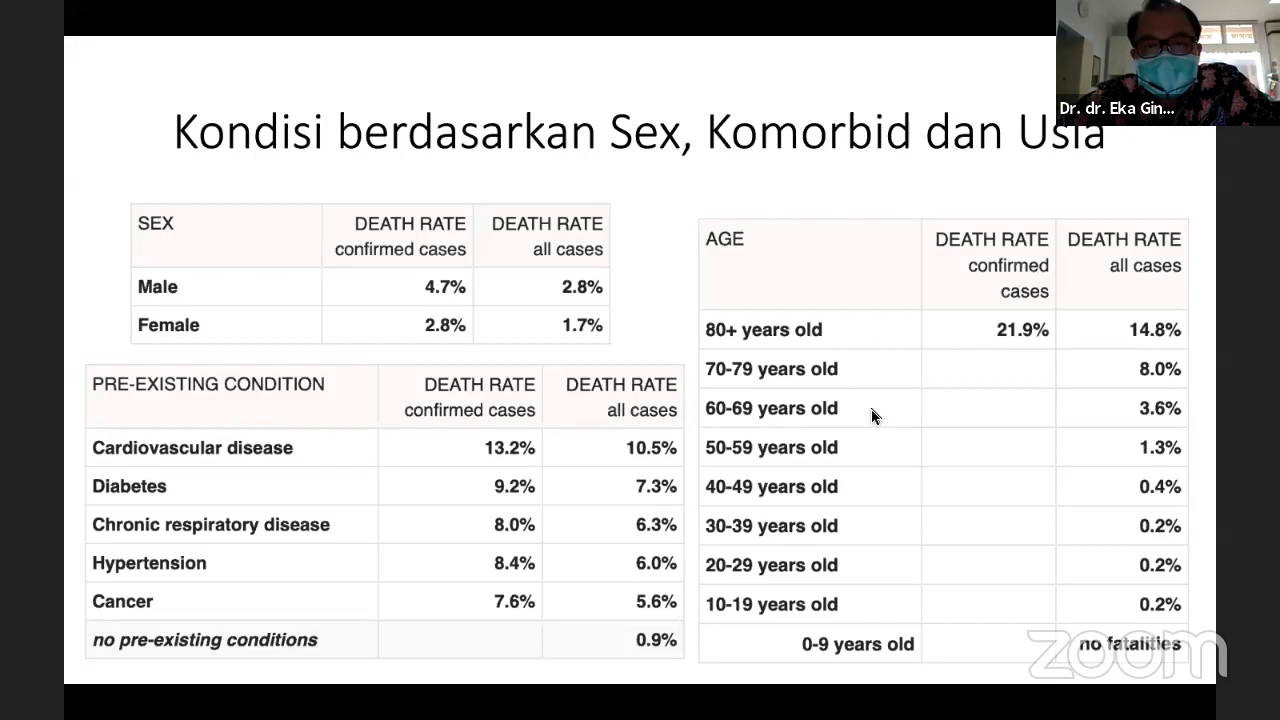 Dr. dr. Eka Gin...
Kondisi berdasarkan Sex, Komorbid dan Usia
SEX DEATH RATE confirmed cases DEATH RATE all cases
Male 4.7% 2.8%
Female 2.8% 1.7%
PRE-EXISTING CONDITION DEATH RATE confirmed cases DEATH RATE all cases
Cardiovascular disease 13.2% 10.5%
Diabetes 9.2% 7.3%
Chronic respiratory disease 8.0% 6.3%
Hypertension 8.4% 6.0%
Cancer 7.6% 5.6%
no pre-existing conditions 0.9%
AGE DEATH RATE confirmed cases DEATH RATE all cases
80+ years old 21.9% 14.8%
70-79 years old 8.0%
60-69 years old 3.6%
50-59 years old 1.3%
40-49 years old 0.4%
30-39 years old 0.2%
20-29 years old 0.2%
10-19 years old 0.2%
0-9 years old no fatalities
zoom